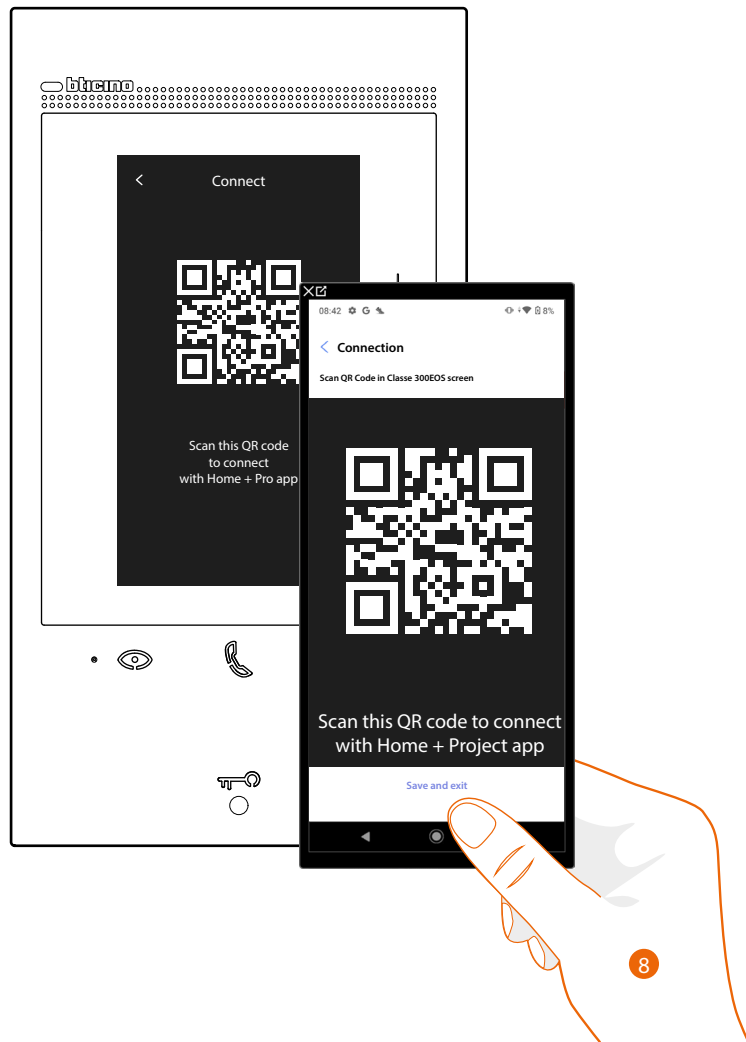 bticino
Connect
Scan this QR code
to connect
with Home + Pro app
08:42
8%
Connection
Scan QR Code in Classe 300EOS screen
Scan this QR code to connect
with Home + Project app
Save and exit
8